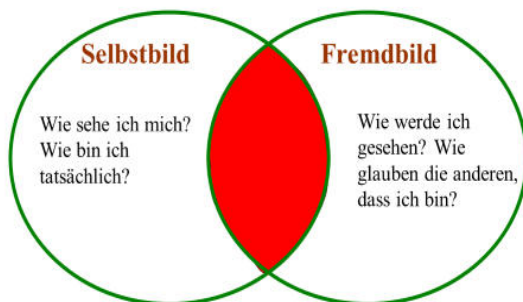 Selbstbild
Wie sehe ich mich?
Wie bin ich
tatsächlich?
Fremdbild
Wie werde ich
gesehen? Wie
glauben die anderen,
dass ich bin?